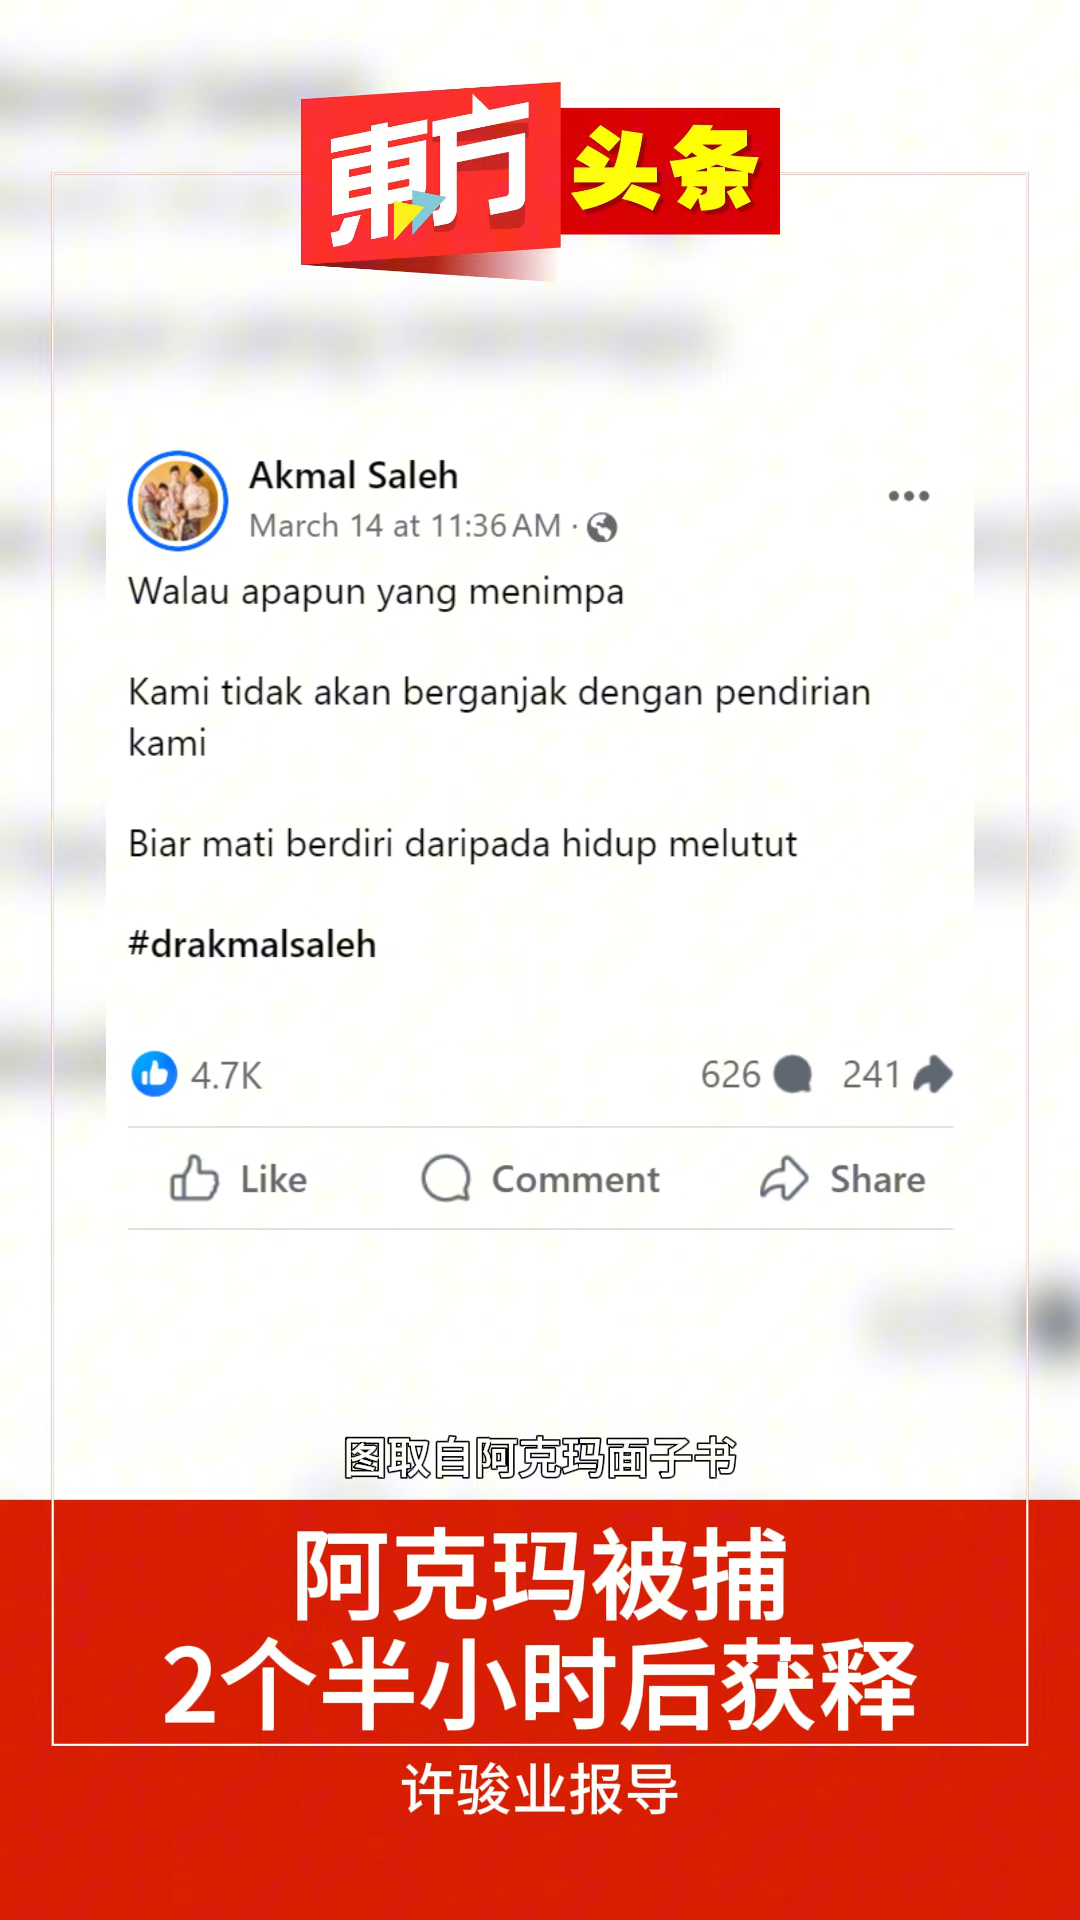 東方
头条
Akmal Saleh
March 14 at 11:36 AM ·
Walau apapun yang menimpa
Kami tidak akan berganjak dengan pendirian
kami
Biar mati berdiri daripada hidup melutut
#drakmalsaleh
4.7K
626
241
Like
Comment
Share
图取自阿克玛面子书
阿克玛被捕
2个半小时后获释
许骏业报导